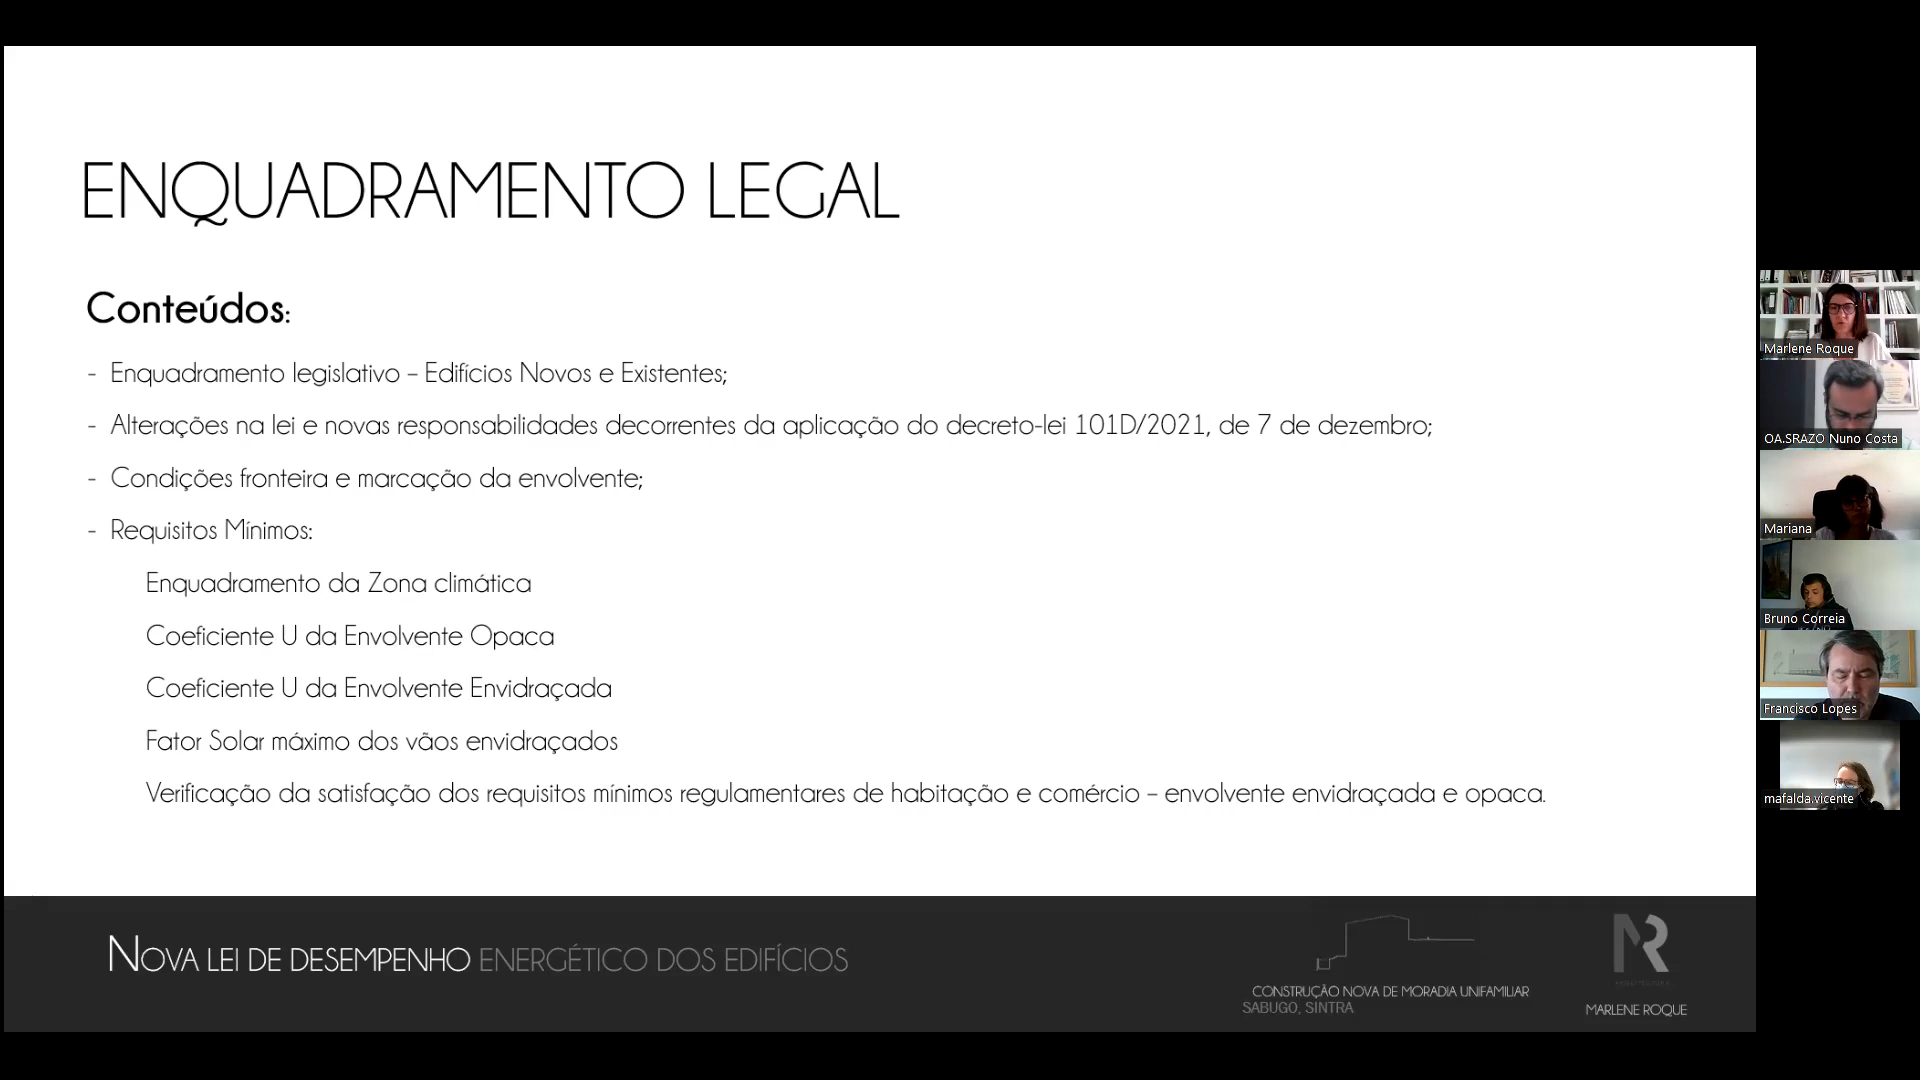 ENQUADRAMENTO LEGAL
Conteúdos:
- Enquadramento legislativo – Edifícios Novos e Existentes;
- Alterações na lei e novas responsabilidades decorrentes da aplicação do decreto-lei 101D/2021, de 7 de dezembro;
- Condições fronteira e marcação da envolvente;
- Requisitos Mínimos:
Enquadramento da Zona climática
Coeficiente U da Envolvente Opaca
Coeficiente U da Envolvente Envidraçada
Fator Solar máximo dos vãos envidraçados
Verificação da satisfação dos requisitos mínimos regulamentares de habitação e comércio – envolvente envidraçada e opaca.
NOVA LEI DE DESEMPENHO ENERGÉTICO DOS EDIFÍCIOS
CONSTRUÇÃO NOVA DE MORADIA UNIFAMILIAR
SABUGO, SINTRA
MR
MARLENE ROQUE
Marlene Roque
OA.SRAZO Nuno Costa
Mariana
Bruno Correia
Francisco Lopes
mafalda.vicente